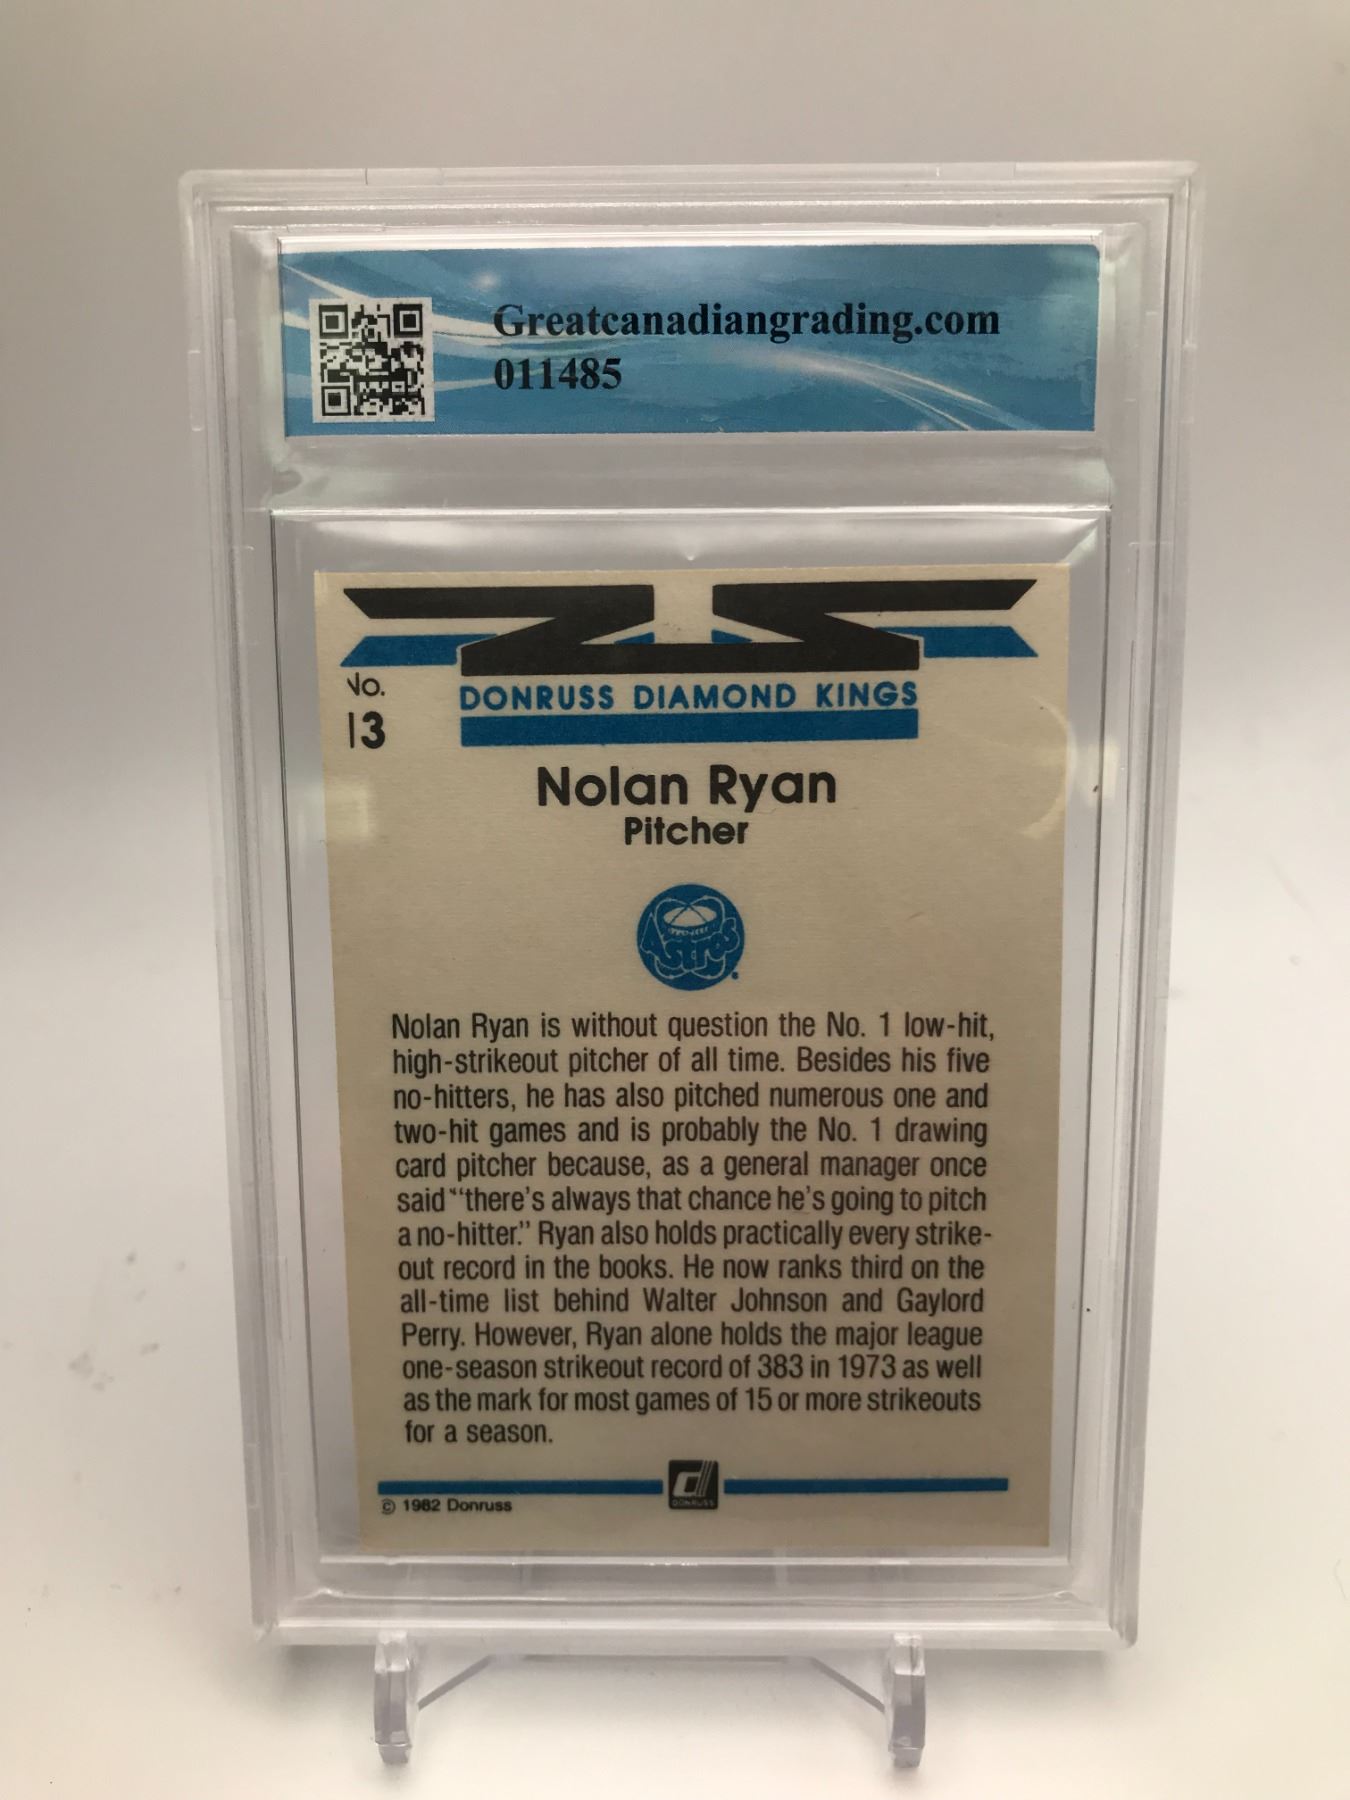 Greatcanadiangrading.com
011485
No.
13
DONRUSS DIAMOND KINGS
Nolan Ryan
Pitcher
Astros
Nolan Ryan is without question the No. 1 low-hit,
high-strikeout pitcher of all time. Besides his five
no-hitters, he has also pitched numerous one and
two-hit games and is probably the No. 1 drawing
card pitcher because, as a general manager once
said "“there's always that chance he's going to pitch
a no-hitter." Ryan also holds practically every strike-
out record in the books. He now ranks third on the
all-time list behind Walter Johnson and Gaylord
Perry. However, Ryan alone holds the major league
one-season strikeout record of 383 in 1973 as well
as the mark for most games of 15 or more strikeouts
for a season.
© 1982 Donruss
DONRUSS